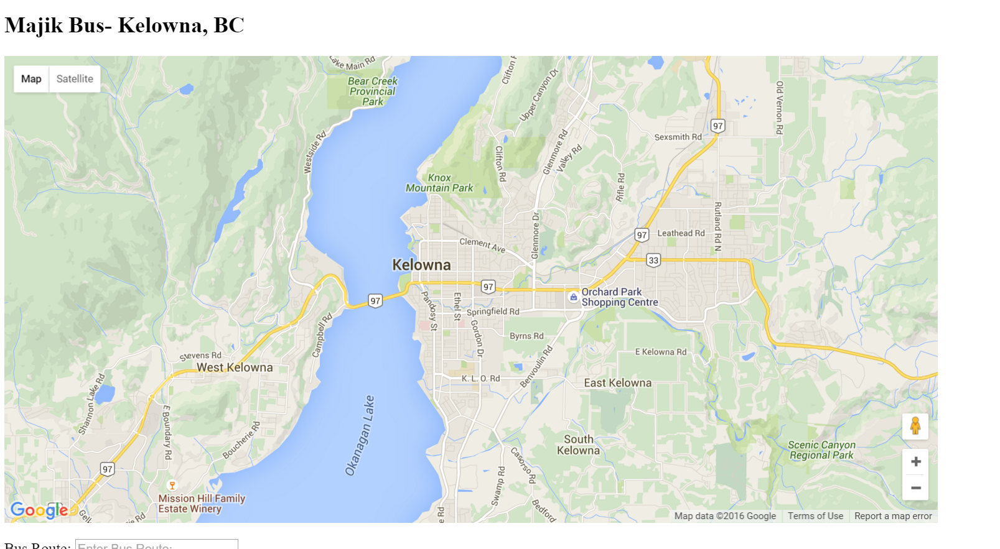 Majik Bus- Kelowna, BC
Map
Satellite
Lake Main Rd
Bear Creek
Provincial
Park
Clifton
Upper Canyon Dr
Old Vernon Rd
97
Sexsmith Rd
Westside Rd
Clifton Rd
Glenmore Rd
Valley Rd
Knox
Mountain Park
Rifle Rd
Rutland Rd N
Glenmore Dr
97
Leathead Rd
Clement Ave
33
Kelowna
97
97
Orchard Park
Shopping Centre
Pandosy St
Ethel St
Springfield Rd
Gordon Dr
Campbell Rd
Byrns Rd
E Kelowna Rd
Stevens Rd
West Kelowna
Benvoulin Rd
K. L. O. Rd
East Kelowna
Shannon Lake Rd
E Boundary Rd
Okanagan Lake
Boucherie Rd
South
Kelowna
Scenic Canyon
Regional Park
Casorso Rd
97
Swamp Rd
Mission Hill Family
Estate Winery
Bedford
Google
Map data ©2016 Google
Terms of Use
Report a map error
Bus Route:
Enter Bus Route: